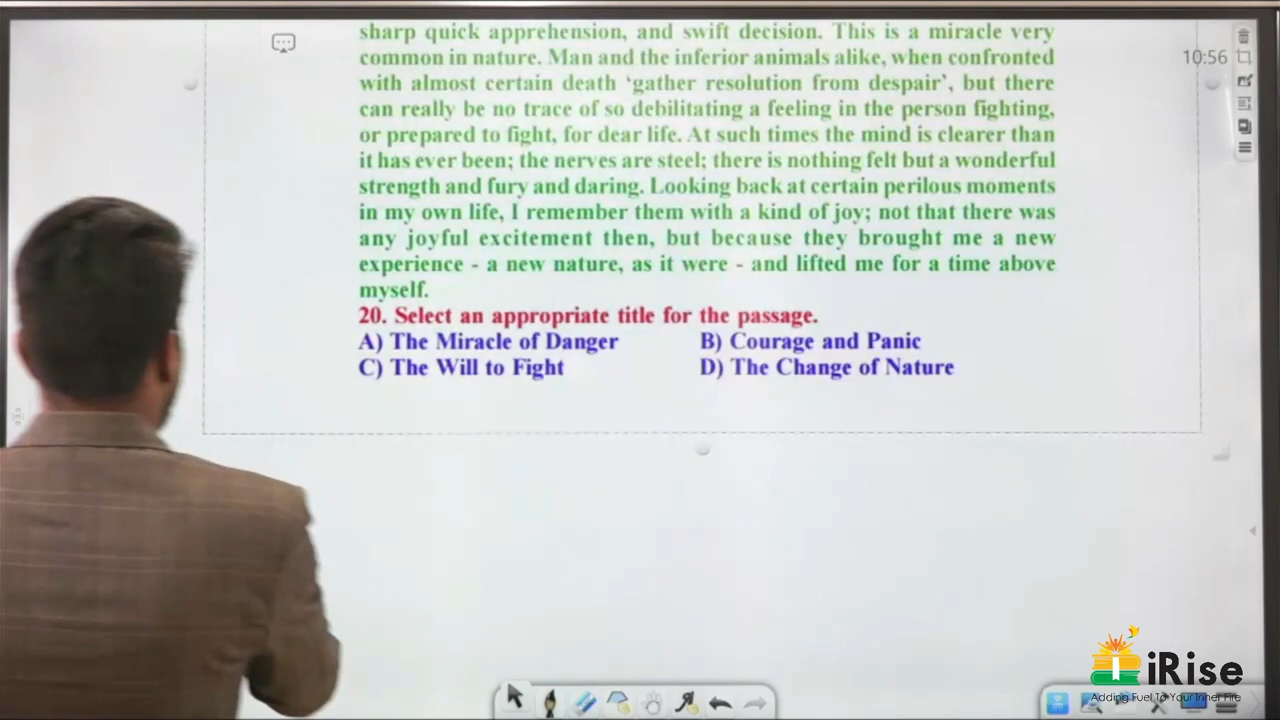 sharp quick apprehension, and swift decision. This is a miracle very
common in nature. Man and the inferior animals alike, when confronted
with almost certain death ‘gather resolution from despair’, but there
can really be no trace of so debilitating a feeling in the person fighting,
or prepared to fight, for dear life. At such times the mind is clearer than
it has ever been; the nerves are steel; there is nothing felt but a wonderful
strength and fury and daring. Looking back at certain perilous moments
in my own life, I remember them with a kind of joy; not that there was
any joyful excitement then, but because they brought me a new
experience - a new nature, as it were - and lifted me for a time above
myself.
20. Select an appropriate title for the passage.
A) The Miracle of Danger B) Courage and Panic
C) The Will to Fight D) The Change of Nature
10:56
iRise
Adding Fuel To Your Inner Fire